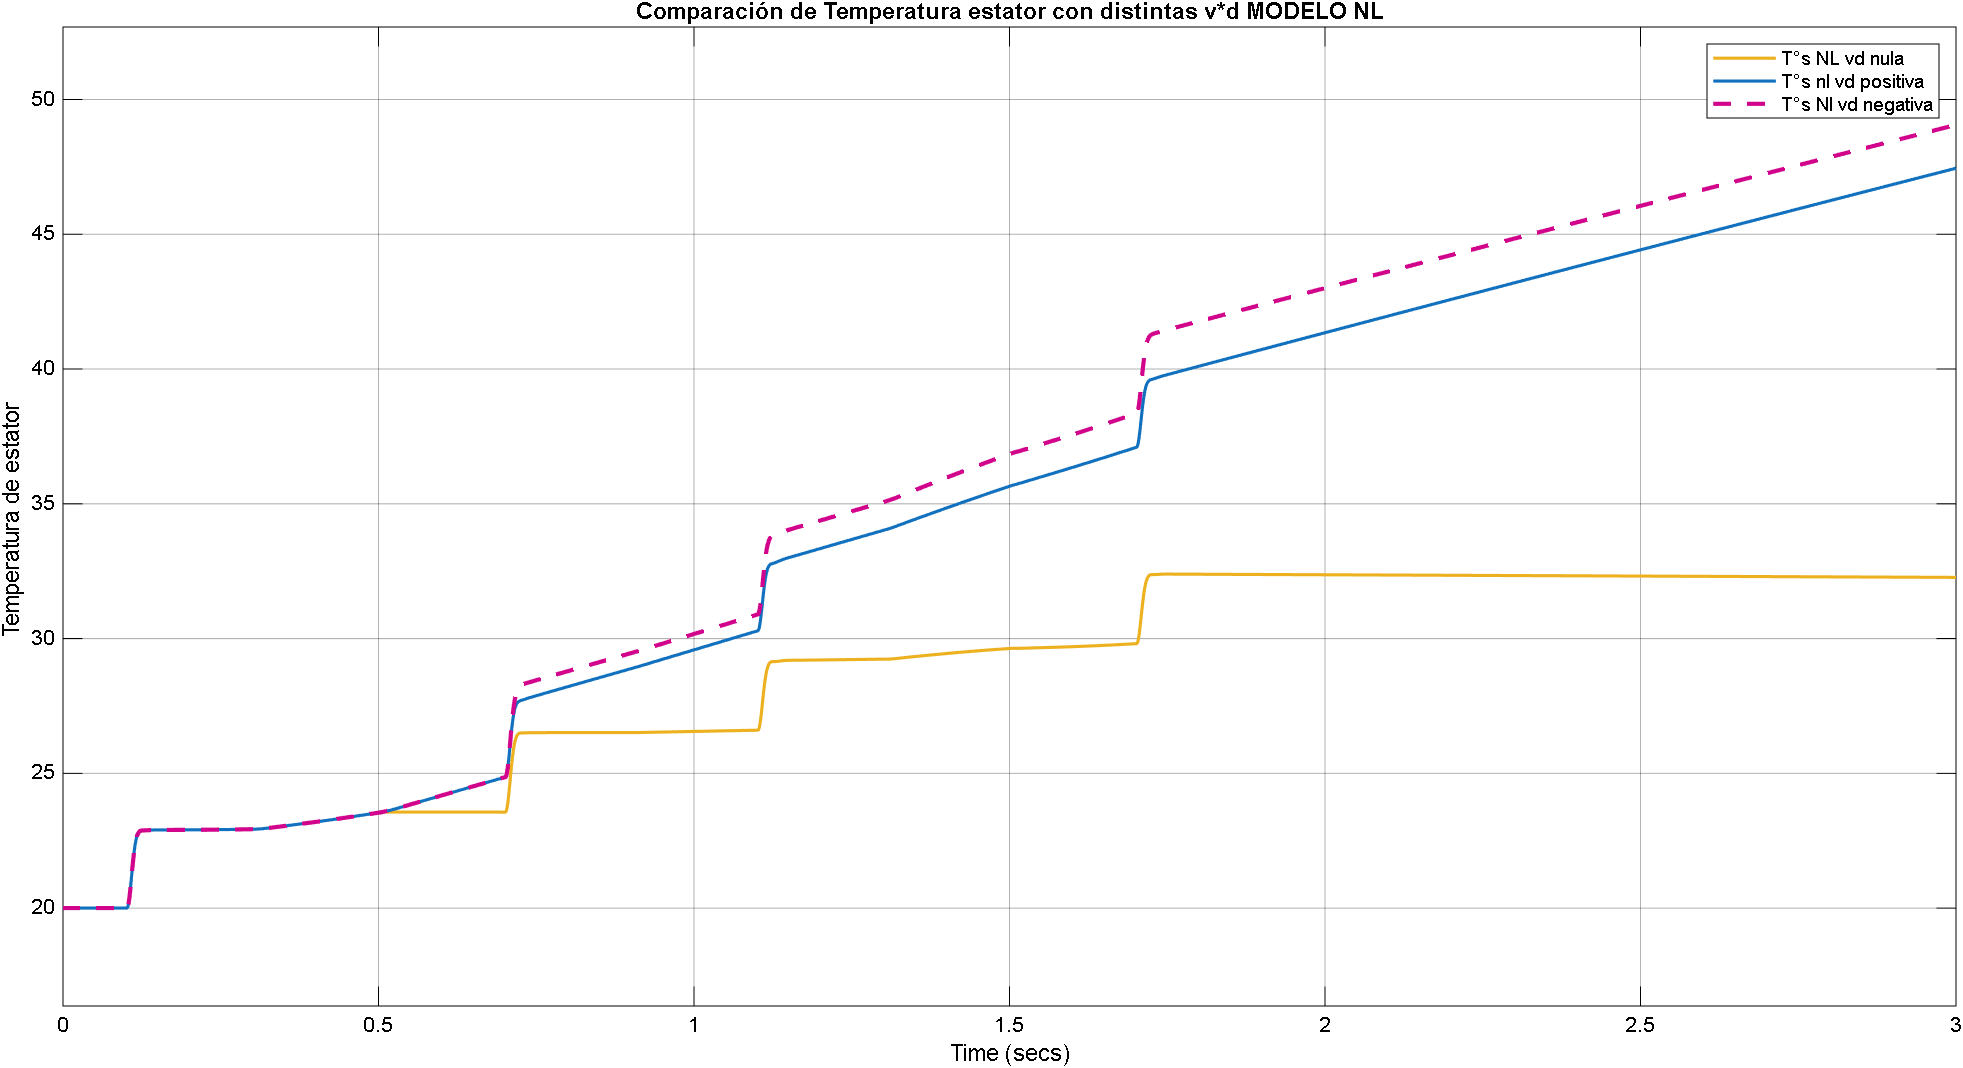 Comparación de Temperatura estator con distintas v*d MODELO NL
T°s NL vd nula
T°s nl vd positiva
T°s Nl vd negativa
Temperatura de estator
50
45
40
35
30
25
20
0 0.5 1 1.5 2 2.5 3
Time (secs)